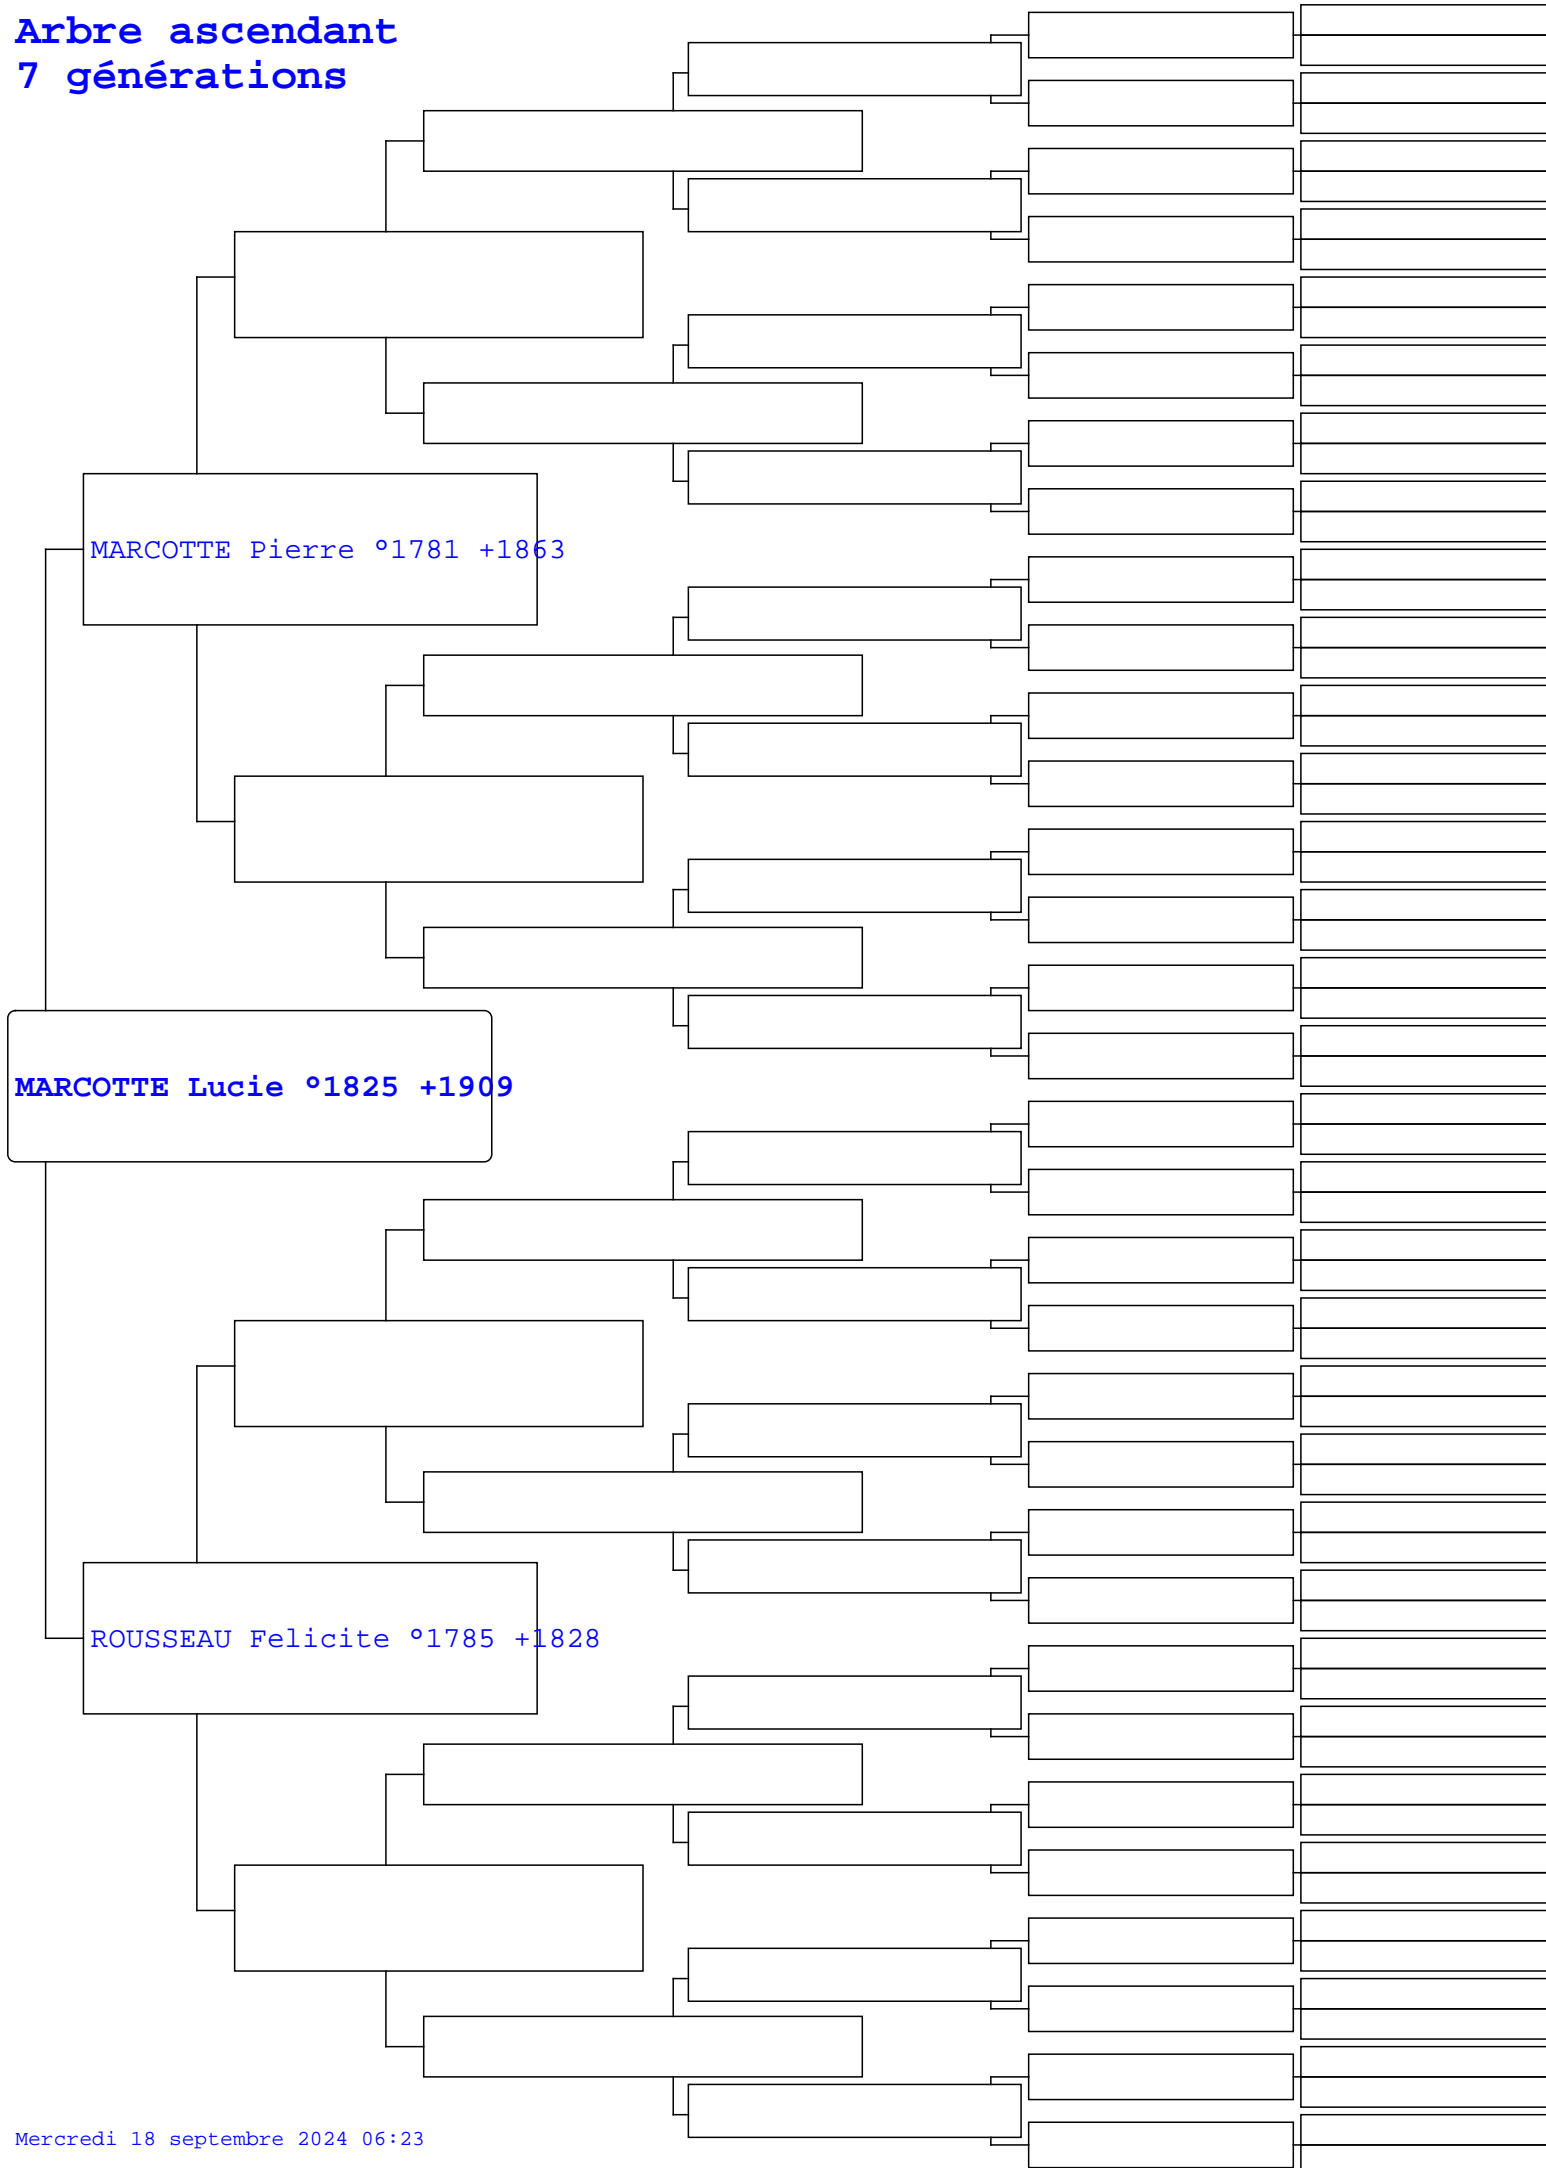 Arbre ascendant
7 générations
MARCOTTE Pierre °1781 +1863
MARCOTTE Lucie °1825 +1909
ROUSSEAU Felicite °1785 +1828
Mercredi 18 septembre 2024 06:23